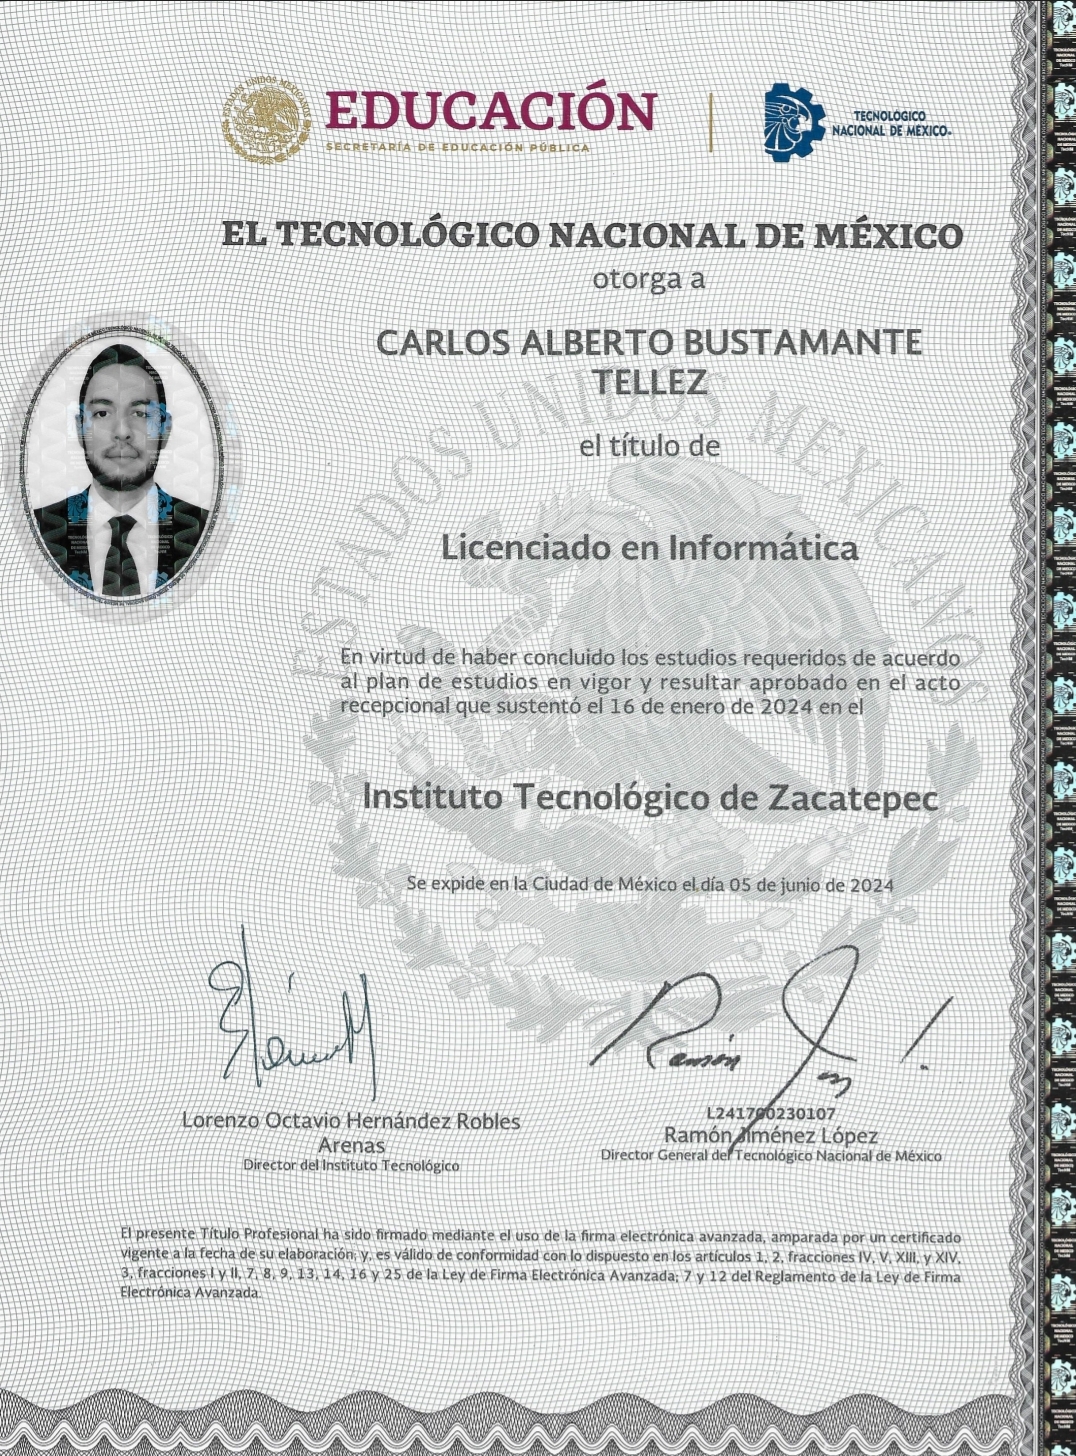 EDUCACIÓN
SECRETARÍA DE EDUCACIÓN PÚBLICA
TECNOLÓGICO
NACIONAL DE MÉXICO
EL TECNOLÓGICO NACIONAL DE MÉXICO
otorga a
CARLOS ALBERTO BUSTAMANTE
TELLEZ
el título de
ESTADOS UNIDOS MEXICANOS
Licenciado en Informática
En virtud de haber concluido los estudios requeridos de acuerdo
al plan de estudios en vigor y resultar aprobado en el acto
recepcional que sustentó el 16 de enero de 2024 en el
Instituto Tecnológico de Zacatepec
Se expide en la Ciudad de México el día 05 de junio de 2024
Ramón
L241700230107
Lorenzo Octavio Hernández Robles
Arenas
Director del Instituto Tecnológico
Ramón Jiménez López
Director General del Tecnológico Nacional de México
El presente Título Profesional ha sido firmado mediante el uso de la firma electrónica avanzada, amparada por un certificado
vigente a la fecha de su elaboración; y, es válido de conformidad con lo dispuesto en los artículos 1, 2, fracciones IV, V, XIII, y XIV,
3, fracciones I y II, 7, 8, 9, 13, 14, 16 y 25 de la Ley de Firma Electrónica Avanzada; 7 y 12 del Reglamento de la Ley de Firma
Electrónica Avanzada.